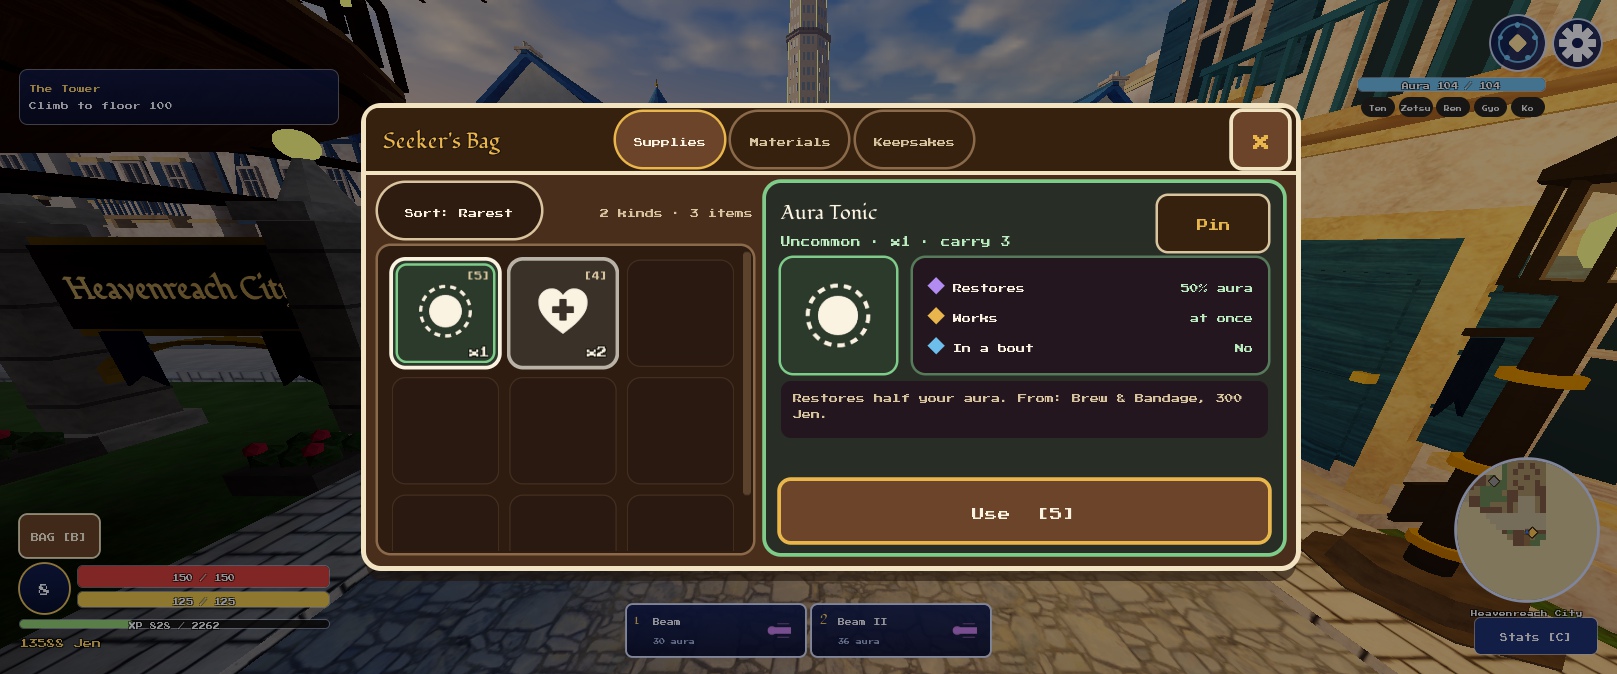 The Tower
Climb to floor 100
Aura 104 / 104
Ten Zetsu Ren Gyo Ko
Seeker's Bag
Supplies
Materials
Keepsakes
x
Sort: Rarest
2 kinds · 3 items
[5]
x1
[4]
x2
Aura Tonic
Uncommon · x1 · carry 3
Pin
Restores 50% aura
Works at once
In a bout No
Restores half your aura. From: Brew & Bandage, 300
Jen.
Use [5]
Heavenreach City
BAG [B]
8
150 / 150
125 / 125
XP 828 / 2262
13588 Jen
1 Beam
30 aura
2 Beam II
36 aura
Heavenreach City
Stats [C]